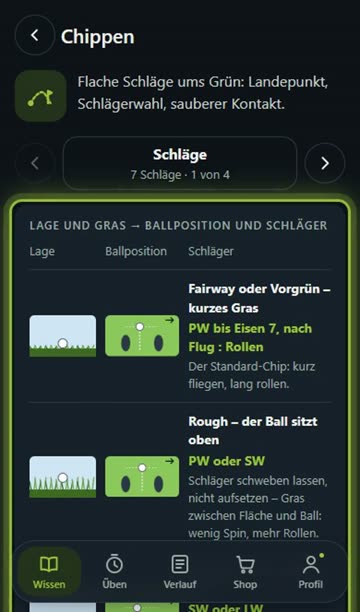 Chippen
Flache Schläge ums Grün: Landepunkt,
Schlägerwahl, sauberer Kontakt.
Schläge
7 Schläge · 1 von 4
LAGE UND GRAS → BALLPOSITION UND SCHLÄGER
Lage Ballposition Schläger
Fairway oder Vorgrün –
kurzes Gras
PW bis Eisen 7, nach
Flug : Rollen
Der Standard-Chip: kurz
fliegen, lang rollen.
Rough – der Ball sitzt
oben
PW oder SW
Schläger schweben lassen,
nicht aufsetzen – Gras
zwischen Fläche und Ball:
wenig Spin, mehr Rollen.
Wissen Üben Verlauf Shop Profil
SW oder LW